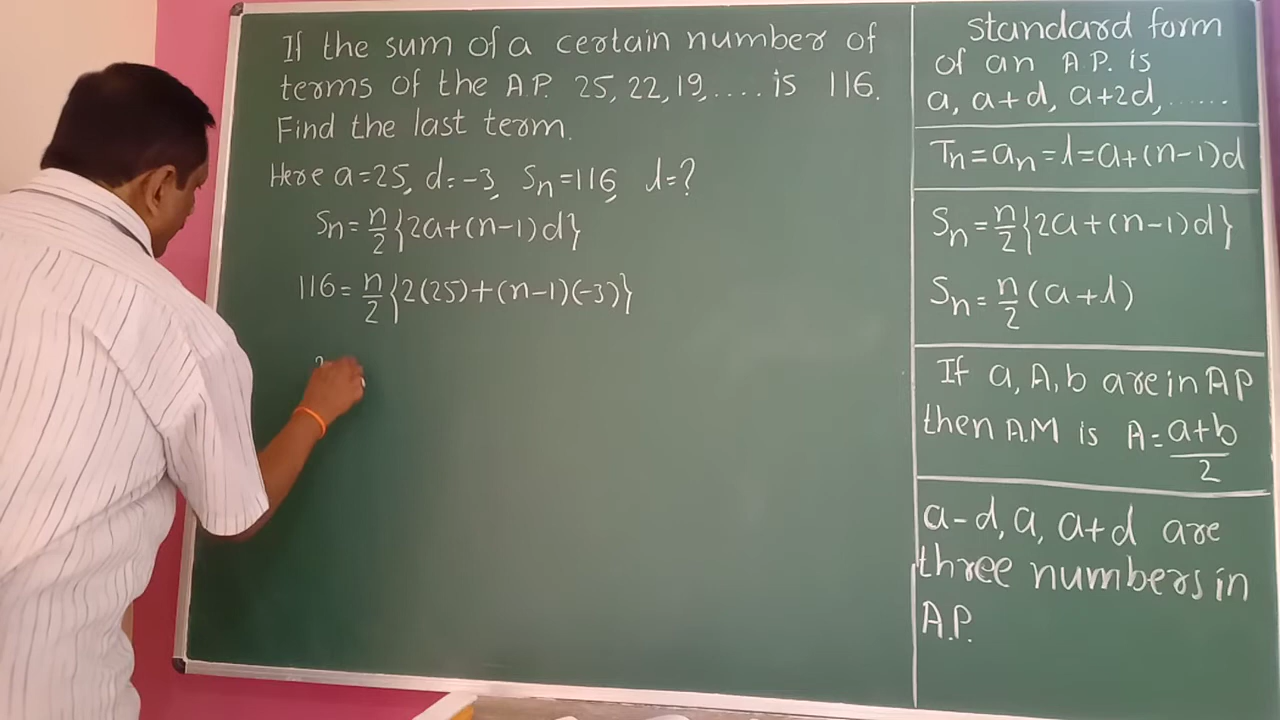 If the sum of a certain number of
terms of the A.P. 25, 22, 19, .... is 116.
Find the last term.
Here a=25, d=-3, Sn=116, l=?
Sn=n/2{2a+(n-1)d}
116=n/2{2(25)+(n-1)(-3)}
standard form
of an A.P. is
a, a+d, a+2d, ......
Tn=an=l=a+(n-1)d
Sn=n/2{2a+(n-1)d}
Sn=n/2(a+l)
If a, A, b are in AP
then A.M is A=a+b/2
a-d, a, a+d are
three numbers in
A.P.